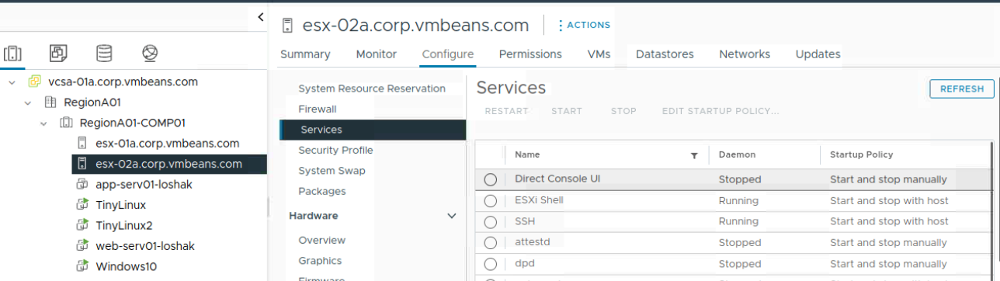 esx-02a.corp.vmbeans.com
ACTIONS
Summary Monitor Configure Permissions VMs Datastores Networks Updates
vcsa-01a.corp.vmbeans.com
RegionA01
RegionA01-COMP01
esx-01a.corp.vmbeans.com
esx-02a.corp.vmbeans.com
app-serv01-loshak
TinyLinux
TinyLinux2
web-serv01-loshak
Windows10
System Resource Reservation
Firewall
Services
Security Profile
System Swap
Packages
Hardware
Overview
Graphics
Firmware
Services
REFRESH
RESTART START STOP EDIT STARTUP POLICY...
Name Daemon Startup Policy
Direct Console UI Stopped Start and stop manually
ESXi Shell Running Start and stop with host
SSH Running Start and stop with host
attestd Stopped Start and stop manually
dpd Stopped Start and stop manually